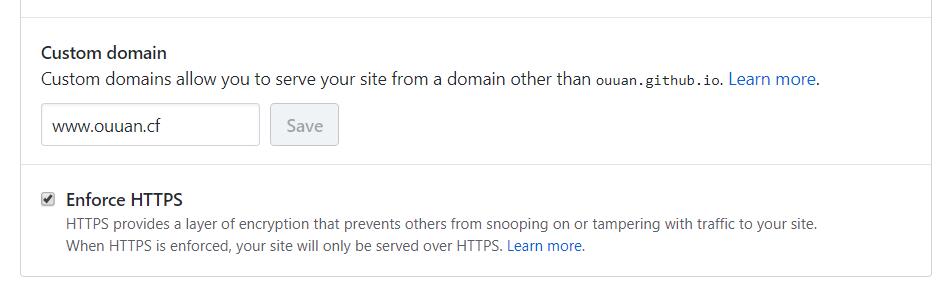 Custom domain
Custom domains allow you to serve your site from a domain other than ouuan.github.io. Learn more.
www.ouuan.cf Save
Enforce HTTPS
HTTPS provides a layer of encryption that prevents others from snooping on or tampering with traffic to your site.
When HTTPS is enforced, your site will only be served over HTTPS. Learn more.